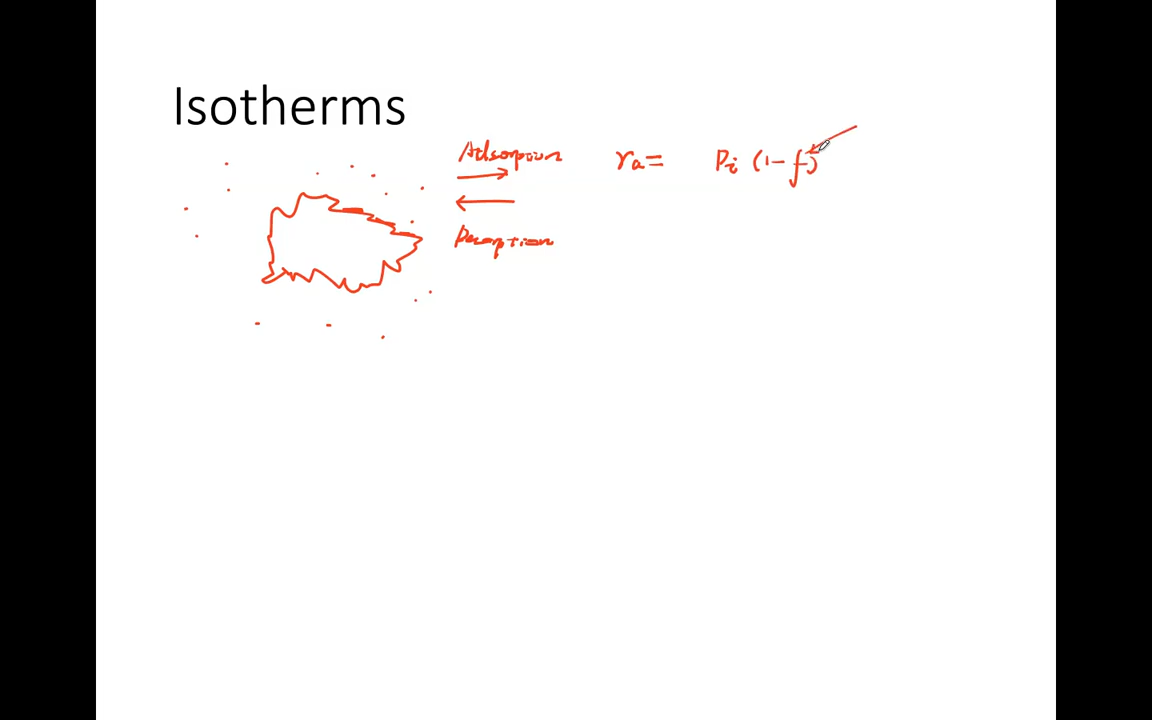 Isotherms
Adsorption
rₐ= Pᵢ (1-f)
Desorption